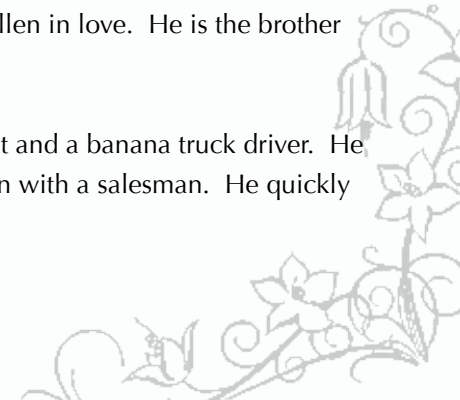 llen in love.  He is the brother
t and a banana truck driver.  He
n with a salesman.  He quickly